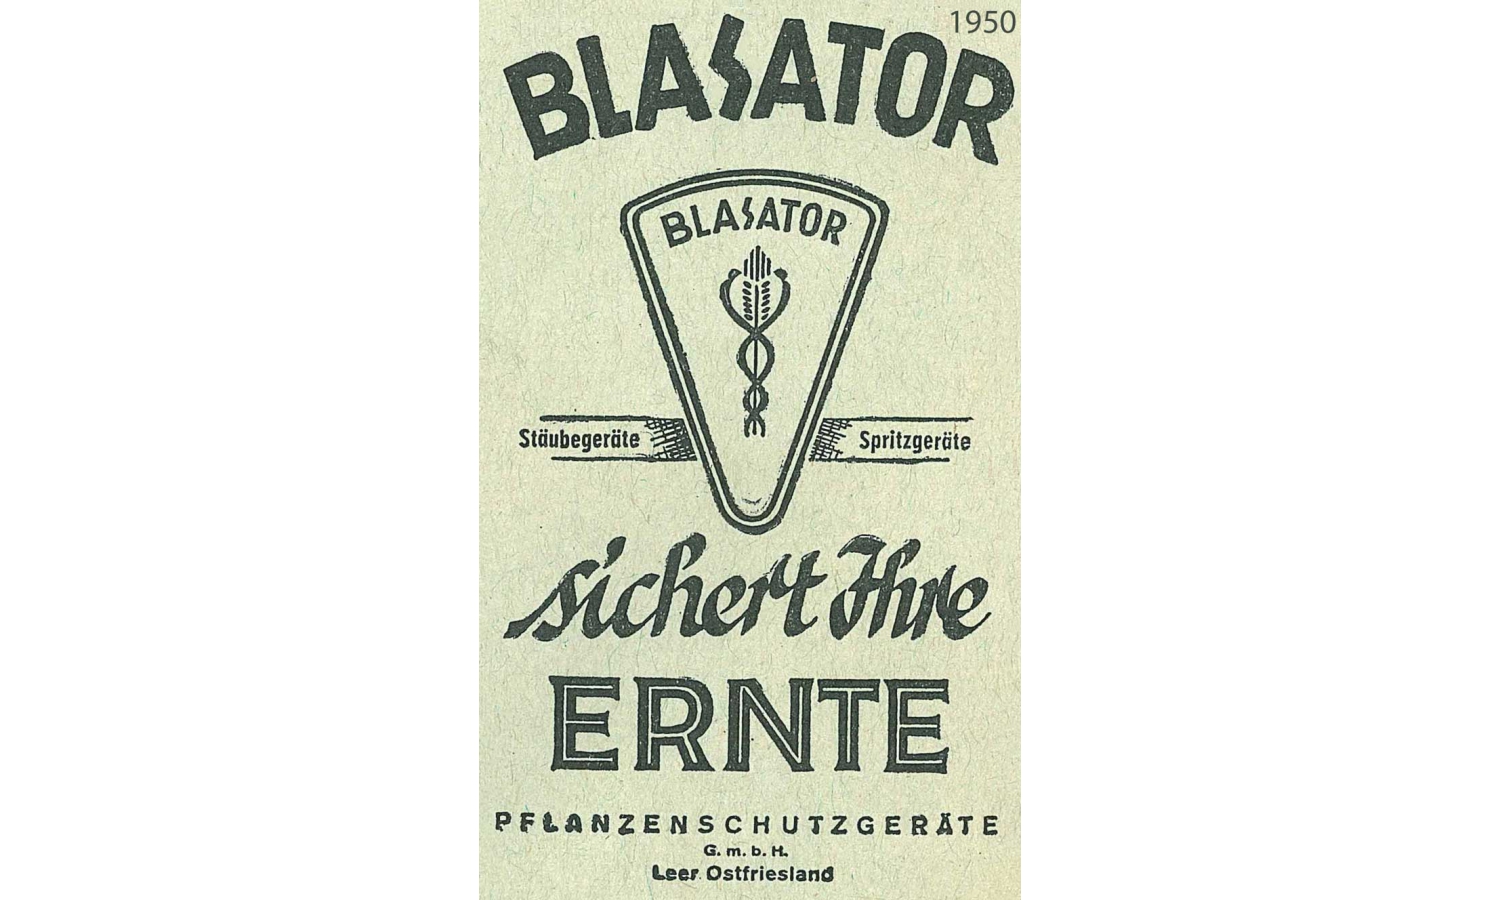 1950
BLASATOR
BLASATOR
Stäubegeräte Spritzgeräte
sichert Ihre
ERNTE
PFLANZENSCHUTZGERÄTE
G. m. b. H.
Leer Ostfriesland